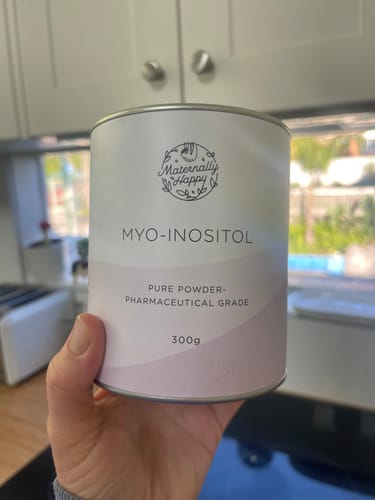 Maternally
Happy
MYO-INOSITOL
PURE POWDER-
PHARMACEUTICAL GRADE
300g